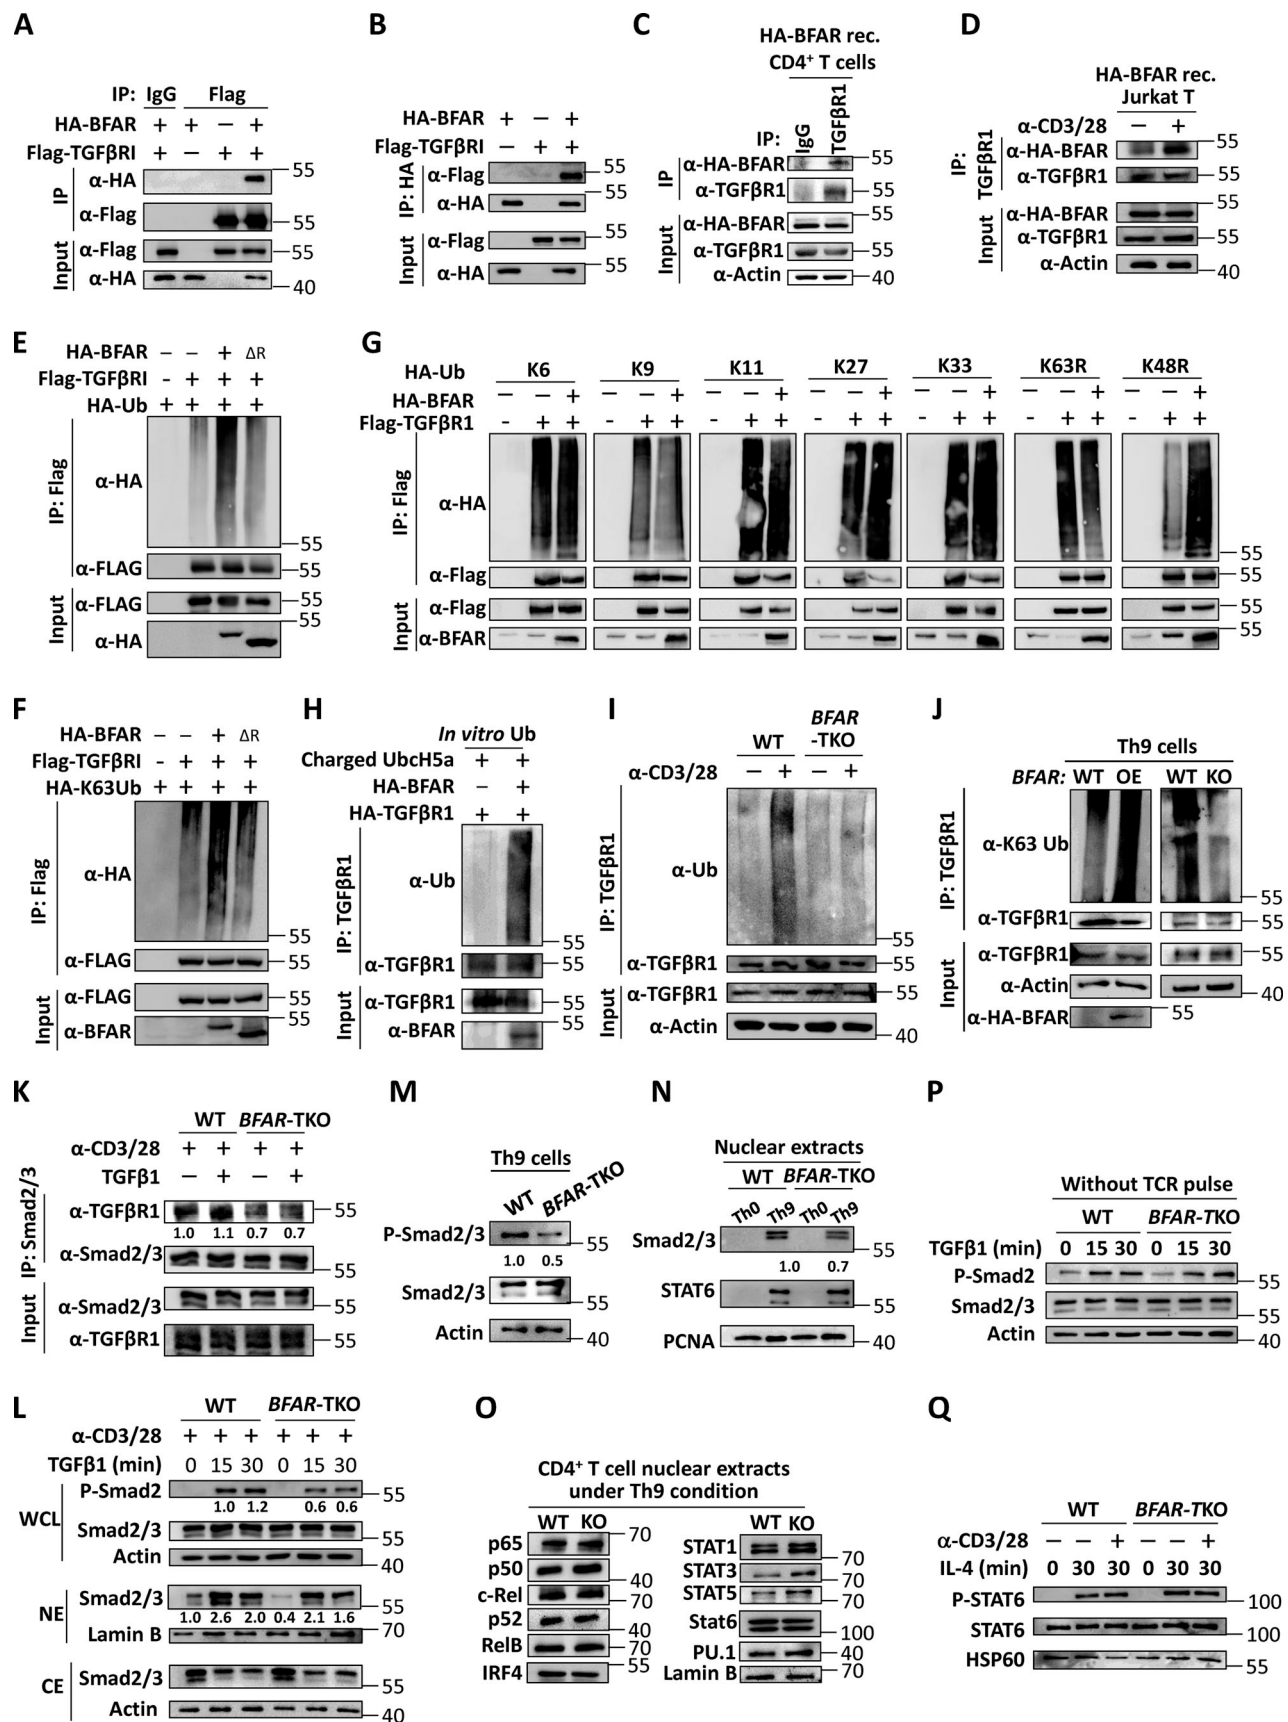 A
IP: IgG Flag
HA-BFAR + + − +
Flag-TGFβRI + − + +
IP
α-HA 55
α-Flag 55
Input
α-Flag 55
α-HA 40
B
HA-BFAR + − +
Flag-TGFβRI − + +
IP: HA
α-Flag 55
α-HA 55
Input
α-Flag 55
α-HA 55
C
HA-BFAR rec.
CD4+ T cells
IP: IgG TGFβR1
IP
α-HA-BFAR 55
α-TGFβR1 55
Input
α-HA-BFAR 55
α-TGFβR1 55
α-Actin 40
D
HA-BFAR rec.
Jurkat T
α-CD3/28 − +
IP: TGFβR1
α-HA-BFAR 55
α-TGFβR1 55
Input
α-HA-BFAR 55
α-TGFβR1 55
α-Actin 40
E
HA-BFAR − − + ΔR
Flag-TGFβRI - + + +
HA-Ub + + + +
IP: Flag
α-HA 55
α-FLAG 55
Input
α-FLAG 55
α-HA 55
G
HA-Ub K6 K9 K11 K27 K33 K63R K48R
HA-BFAR − − + − − + − − + − − + − − + − − + − − +
Flag-TGFβR1 - + + - + + - + + - + + - + + - + + - + +
IP: Flag
α-HA 55
α-Flag 55
Input
α-Flag 55
α-BFAR 55
F
HA-BFAR − − + ΔR
Flag-TGFβRI - + + +
HA-K63Ub + + + +
IP: Flag
α-HA 55
α-FLAG 55
Input
α-FLAG 55
α-BFAR 55
H
In vitro Ub
Charged UbcH5a + +
HA-BFAR − +
HA-TGFβR1 + +
IP: TGFβR1
α-Ub 55
α-TGFβR1 55
Input
α-TGFβR1 55
α-BFAR 55
I
WT BFAR
-TKO
α-CD3/28 − + − +
IP: TGFβR1
α-Ub 55
α-TGFβR1 55
Input
α-TGFβR1 55
α-Actin 40
J
Th9 cells
BFAR: WT OE WT KO
IP: TGFβR1
α-K63 Ub 55
α-TGFβR1 55
Input
α-TGFβR1 55
α-Actin 40
α-HA-BFAR 55
K
WT BFAR-TKO
α-CD3/28 + + + +
TGFβ1 − + − +
IP: Smad2/3
α-TGFβR1 55
1.0 1.1 0.7 0.7
α-Smad2/3 55
Input
α-Smad2/3 55
α-TGFβR1 55
M
Th9 cells
WT BFAR-TKO
P-Smad2/3 55
1.0 0.5
Smad2/3 55
Actin 40
N
Nuclear extracts
WT BFAR-TKO
Th0 Th9 Th0 Th9
Smad2/3 55
1.0 0.7
STAT6 55
PCNA 40
P
Without TCR pulse
WT BFAR-TKO
TGFβ1 (min) 0 15 30 0 15 30
P-Smad2 55
Smad2/3 55
Actin 40
L
WT BFAR-TKO
α-CD3/28 + + + + + +
TGFβ1 (min) 0 15 30 0 15 30
WCL
P-Smad2 55
1.0 1.2 0.6 0.6
Smad2/3 55
Actin 40
NE
Smad2/3 55
1.0 2.6 2.0 0.4 2.1 1.6
Lamin B 70
CE
Smad2/3 55
Actin 40
O
CD4+ T cell nuclear extracts
under Th9 condition
WT KO WT KO
p65 70
p50 40
c-Rel 70
p52 40
RelB 70
IRF4 55
STAT1 70
STAT3 70
STAT5 70
Stat6 100
PU.1 40
Lamin B 70
Q
WT BFAR-TKO
α-CD3/28 − − + − − +
IL-4 (min) 0 30 30 0 30 30
P-STAT6 100
STAT6 100
HSP60 55